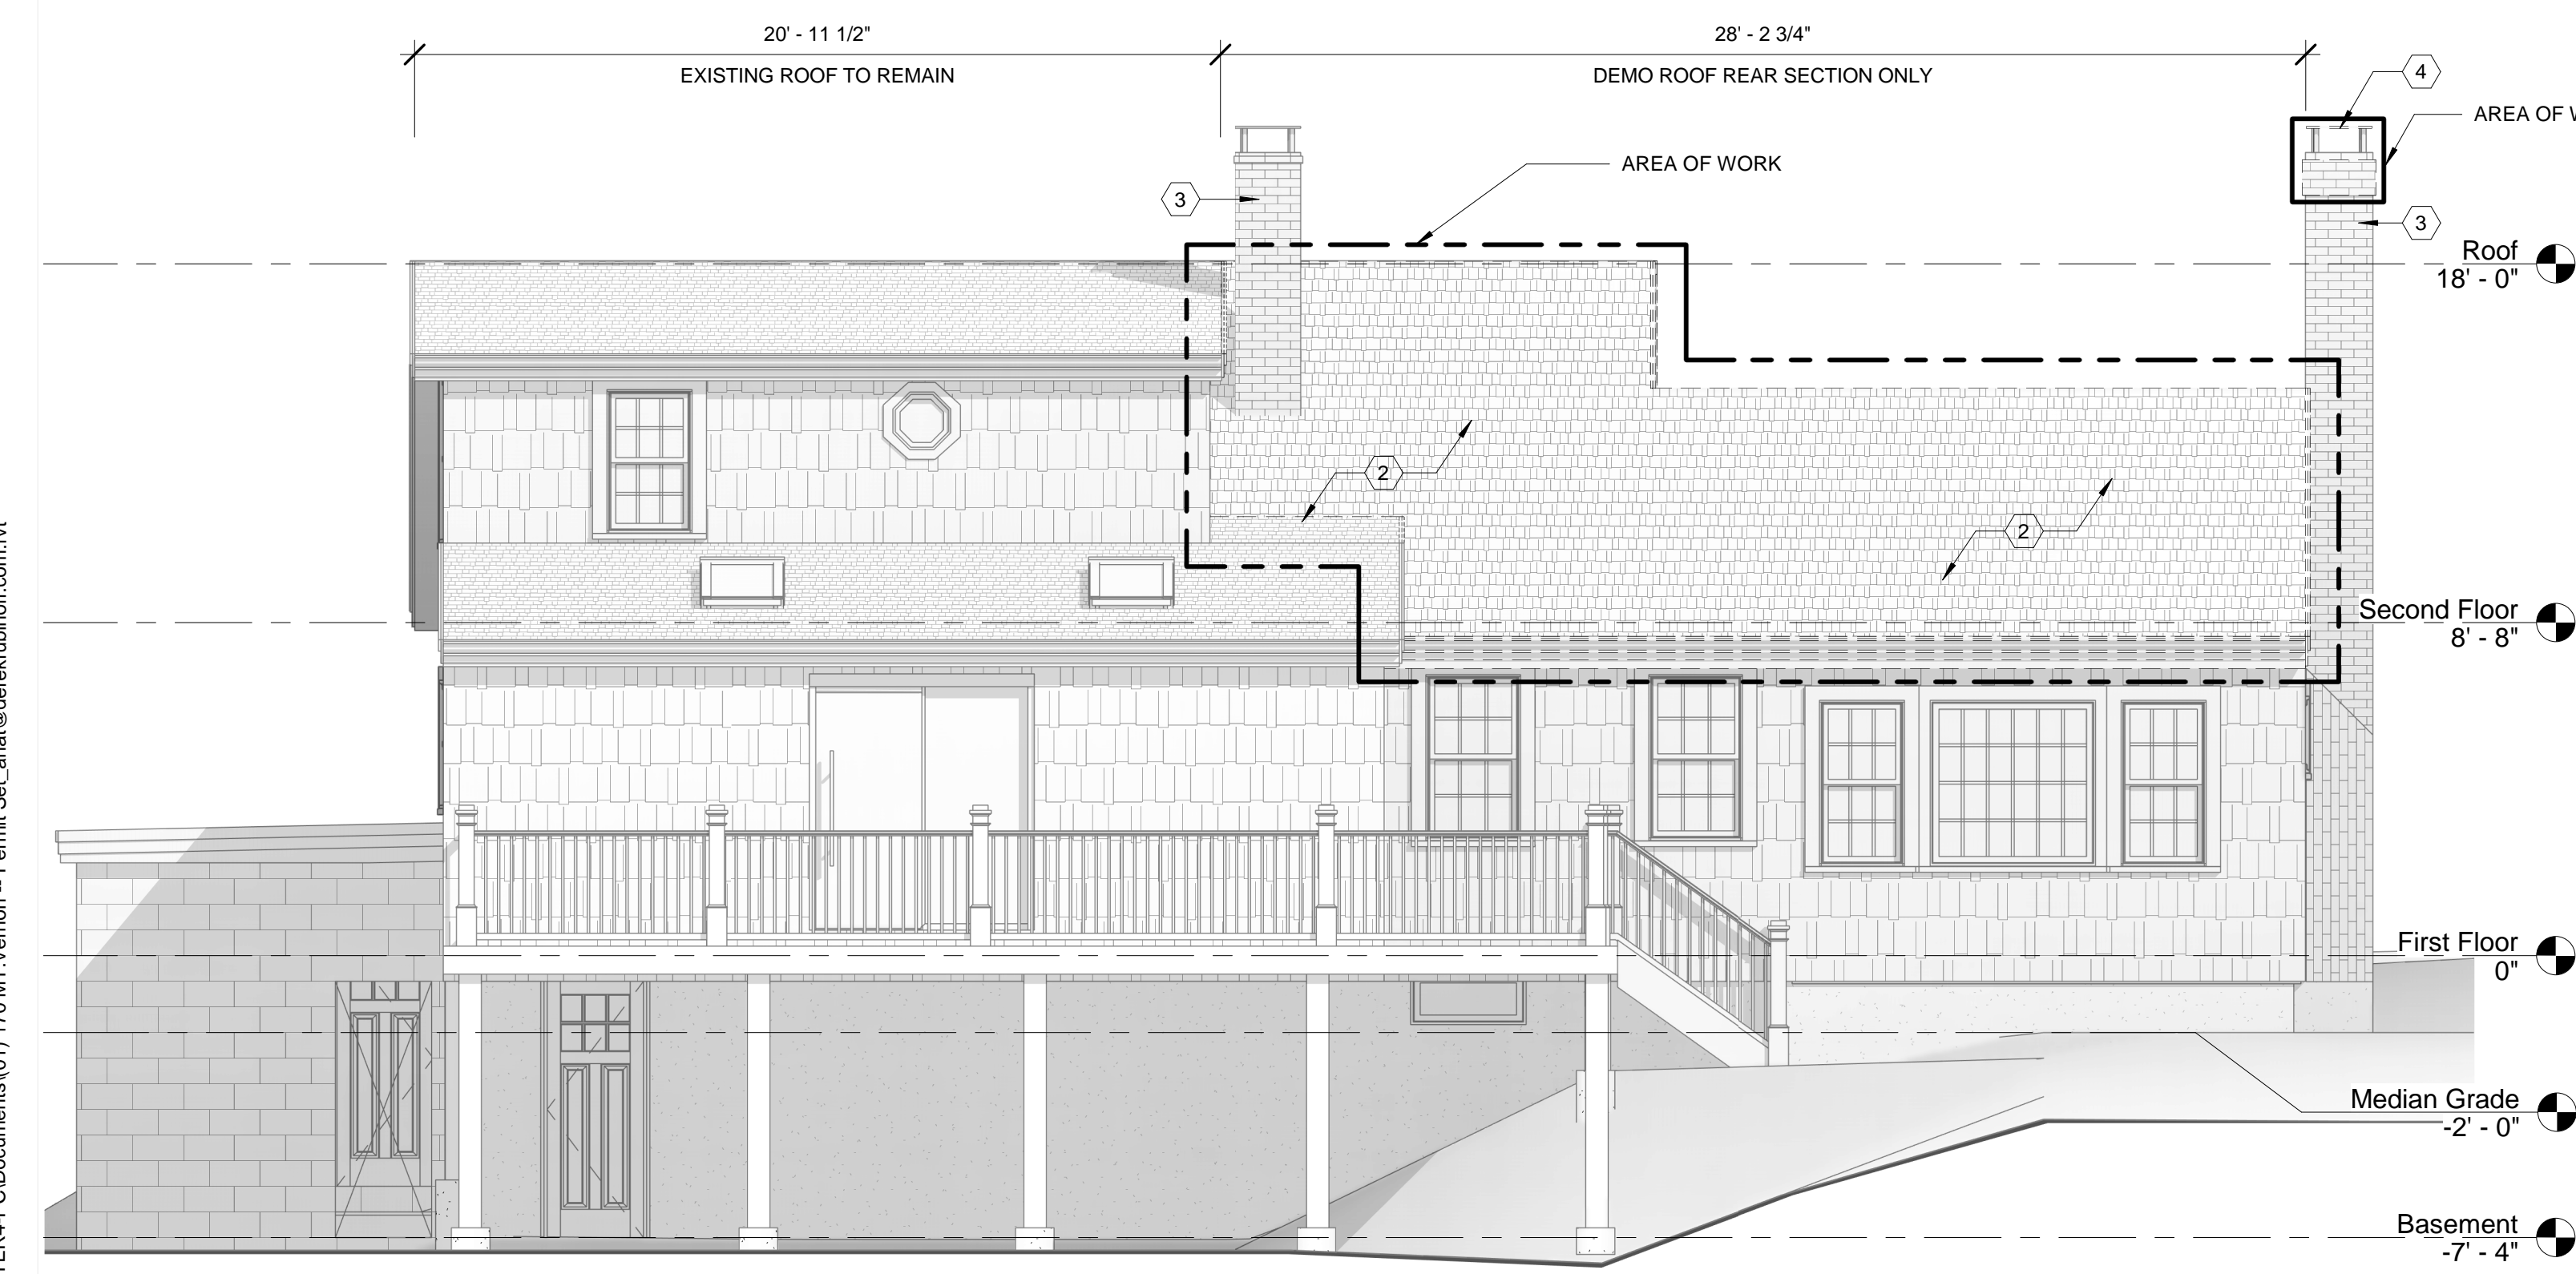 20' - 11 1/2"
28' - 2 3/4"
EXISTING ROOF TO REMAIN
DEMO ROOF REAR SECTION ONLY
4
AREA OF
AREA OF WORK
3
3
Roof
18' - 0"
2
2
Second Floor
8' - 8"
First Floor
0"
Median Grade
-2' - 0"
Basement
-7' - 4"